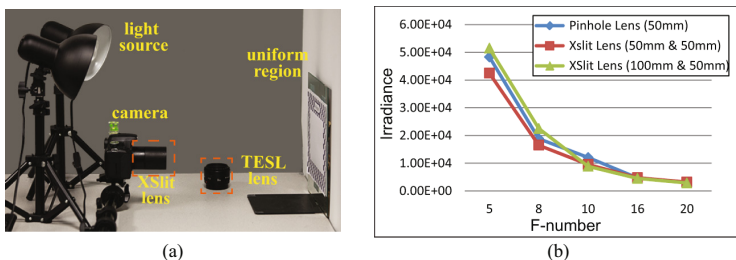 light
source
uniform
region
camera
TESL
lens
XSlit
lens
(a)
6.00E+04
5.00E+04
4.00E+04
3.00E+04
2.00E+04
1.00E+04
0.00E+00
Irradiance
Pinhole Lens (50mm)
Xslit Lens (50mm & 50mm)
XSlit Lens (100mm & 50mm)
5 8 10 16 20
F-number
(b)